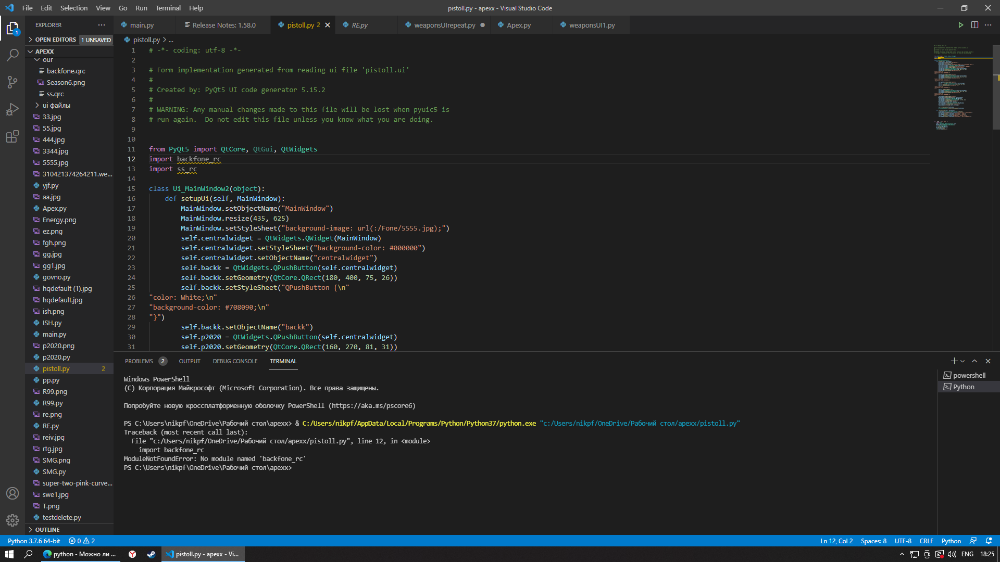 File Edit Selection View Go Run Terminal Help
pistoll.py - apexx - Visual Studio Code
EXPLORER
main.py
Release Notes: 1.58.0
pistoll.py 2
RE.py
weaponsUIrepeat.py
Apex.py
weaponsUI1.py
OPEN EDITORS 1 UNSAVED
APEXX
our
backfone.qrc
Season6.png
ss.qrc
ui файлы
33.jpg
55.jpg
444.jpg
3344.jpg
5555.jpg
310421374264211.we...
yjf.py
aa.jpg
Apex.py
Energy.png
ez.png
fgh.png
gg.jpg
gg1.jpg
govno.py
hqdefault (1).jpg
hqdefault.jpg
ish.png
ISH.py
main.py
p2020.png
p2020.py
pistoll.py 2
pp.py
R99.png
R99.py
re.png
RE.py
reiv.jpg
rtg.jpg
SMG.png
SMG.py
super-two-pink-curve...
swe1.jpg
T.png
testdelete.py
OUTLINE
pistoll.py > ...
1 # -*- coding: utf-8 -*-
2
3 # Form implementation generated from reading ui file 'pistoll.ui'
4 #
5 # Created by: PyQt5 UI code generator 5.15.2
6 #
7 # WARNING: Any manual changes made to this file will be lost when pyuic5 is
8 # run again.  Do not edit this file unless you know what you are doing.
9
10
11 from PyQt5 import QtCore, QtGui, QtWidgets
12 import backfone_rc
13 import ss_rc
14
15 class Ui_MainWindow2(object):
16 def setupUi(self, MainWindow):
17 MainWindow.setObjectName("MainWindow")
18 MainWindow.resize(435, 625)
19 MainWindow.setStyleSheet("background-image: url(:/Fone/5555.jpg);")
20 self.centralwidget = QtWidgets.QWidget(MainWindow)
21 self.centralwidget.setStyleSheet("background-color: #000000")
22 self.centralwidget.setObjectName("centralwidget")
23 self.backk = QtWidgets.QPushButton(self.centralwidget)
24 self.backk.setGeometry(QtCore.QRect(180, 400, 75, 26))
25 self.backk.setStyleSheet("QPushButton {\n"
26 "color: White;\n"
27 "background-color: #708090;\n"
28 "}")
29 self.backk.setObjectName("backk")
30 self.p2020 = QtWidgets.QPushButton(self.centralwidget)
31 self.p2020.setGeometry(QtCore.QRect(160, 270, 81, 31))
PROBLEMS 2 OUTPUT DEBUG CONSOLE TERMINAL
powershell
Python
Windows PowerShell
(C) Корпорация Майкрософт (Microsoft Corporation). Все права защищены.
Попробуйте новую кроссплатформенную оболочку PowerShell (https://aka.ms/pscore6)
PS C:\Users\nikpf\OneDrive\Рабочий стол\apexx> & C:/Users/nikpf/AppData/Local/Programs/Python/Python37/python.exe "c:/Users/nikpf/OneDrive/Рабочий стол/apexx/pistoll.py"
Traceback (most recent call last):
File "c:/Users/nikpf/OneDrive/Рабочий стол/apexx/pistoll.py", line 12, in <module>
import backfone_rc
ModuleNotFoundError: No module named 'backfone_rc'
PS C:\Users\nikpf\OneDrive\Рабочий стол\apexx>
Python 3.7.6 64-bit 0 2
Ln 12, Col 2 Spaces: 8 UTF-8 CRLF Python
python - Можно ли ...
pistoll.py - apexx - Vi...
ENG 18:25